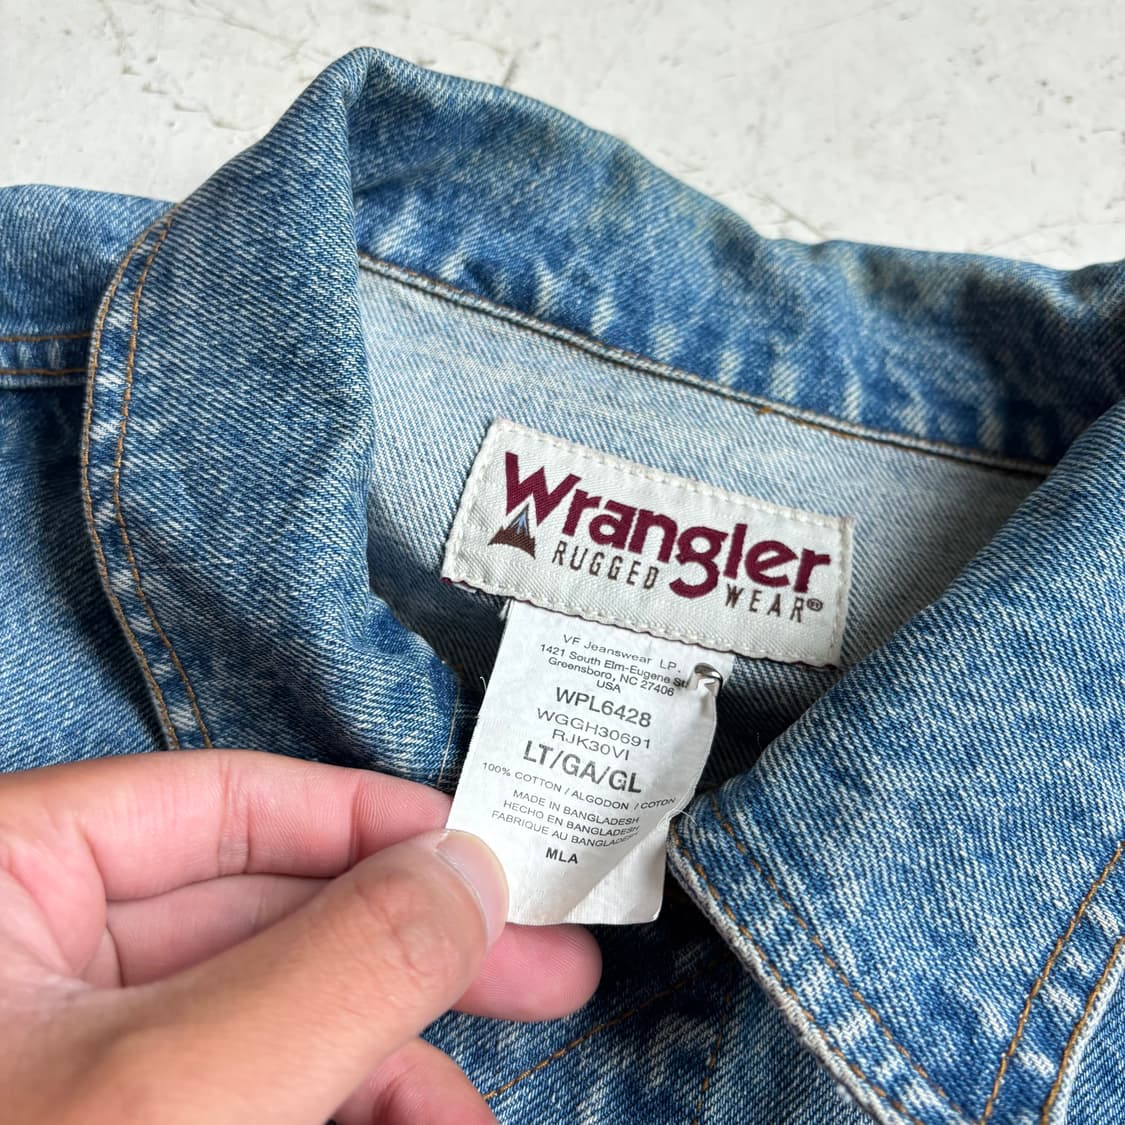 Wrangler
RUGGED WEAR®
VF Jeanswear LP.
1421 South Elm-Eugene St
Greensboro, NC 27406
USA
WPL6428
WGGH30691
RJK30VI
LT/GA/GL
100% COTTON / ALGODON / COTON
MADE IN BANGLADESH
HECHO EN BANGLADESH
FABRIQUE AU BANGLADESH
MLA